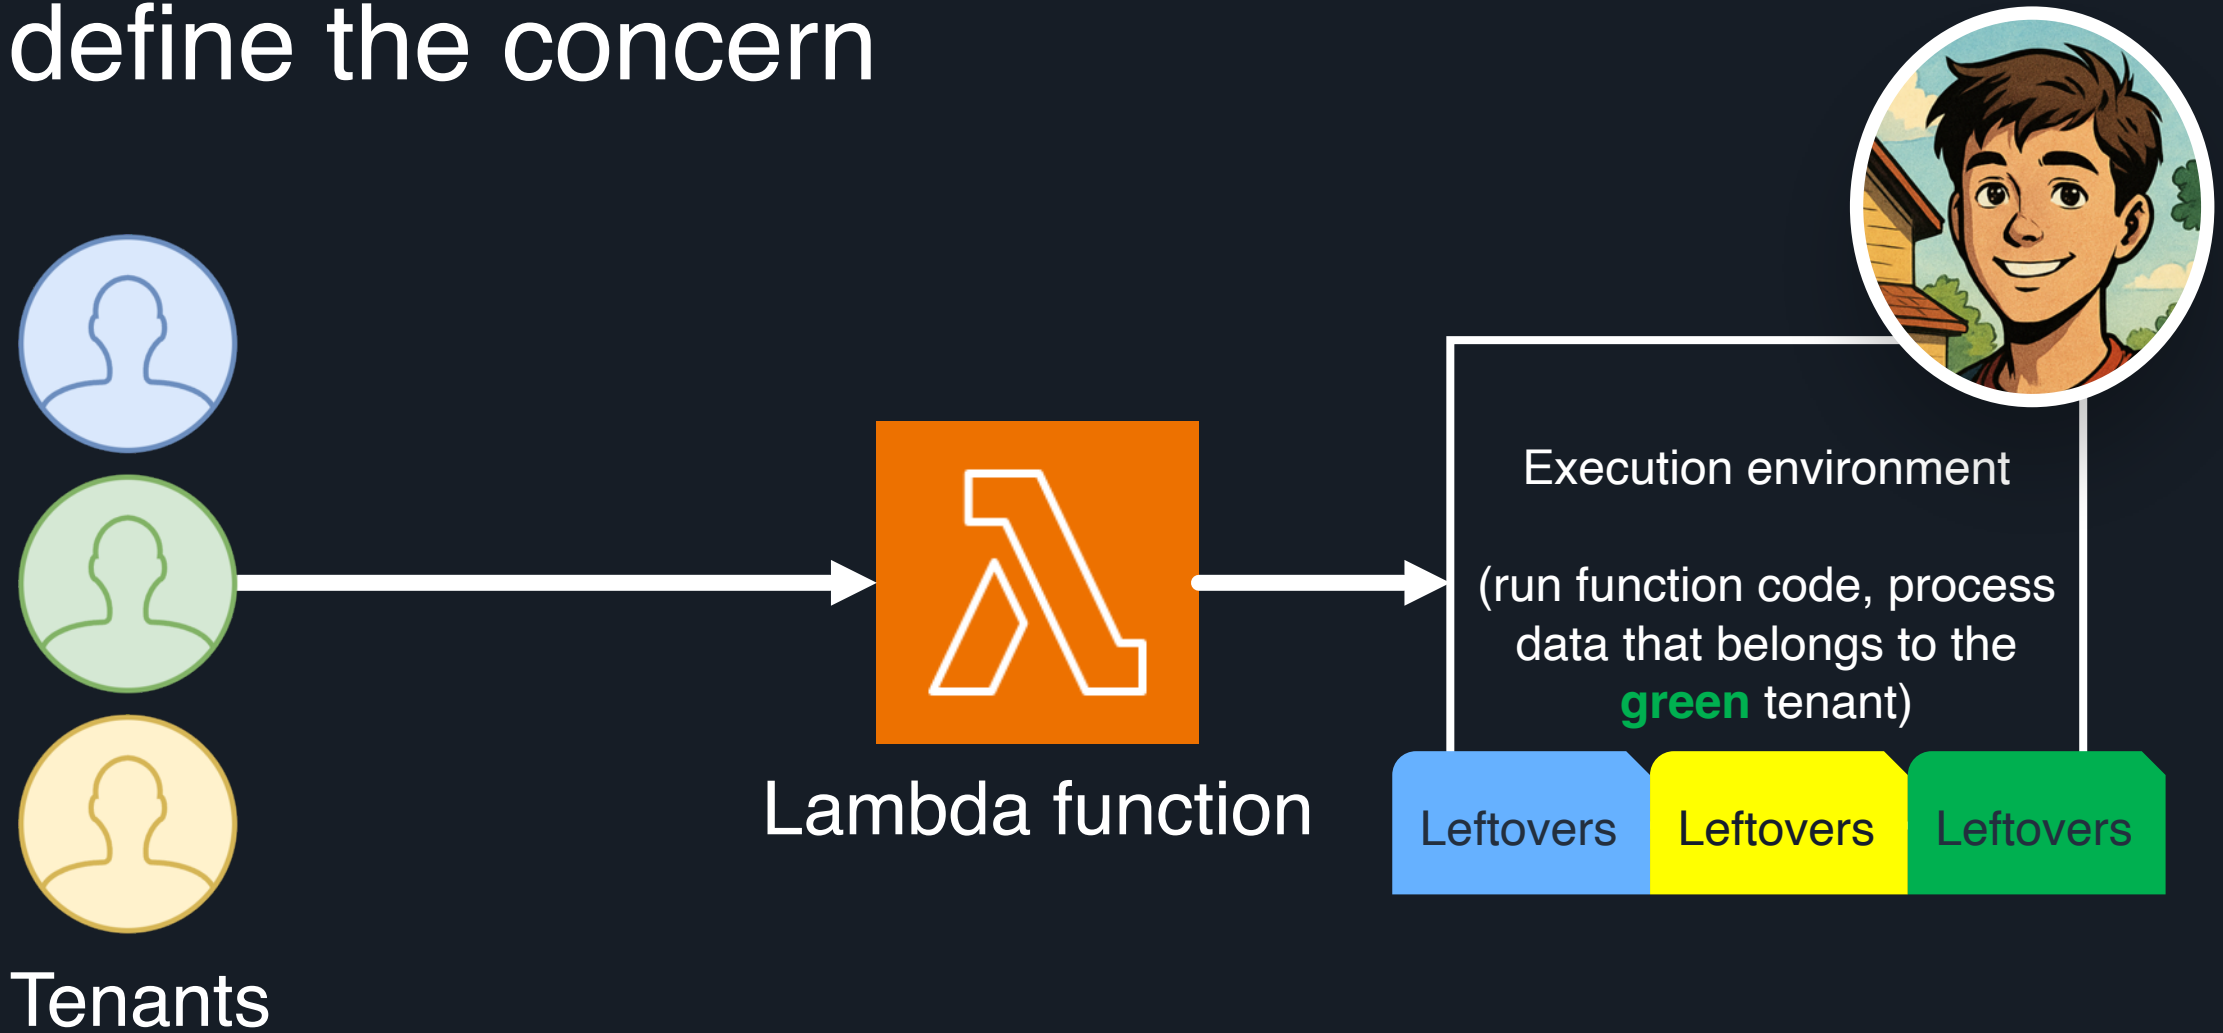 define the concern
Execution environment
(run function code, process
data that belongs to the
green tenant)
Lambda function
Leftovers
Leftovers
Leftovers
Tenants